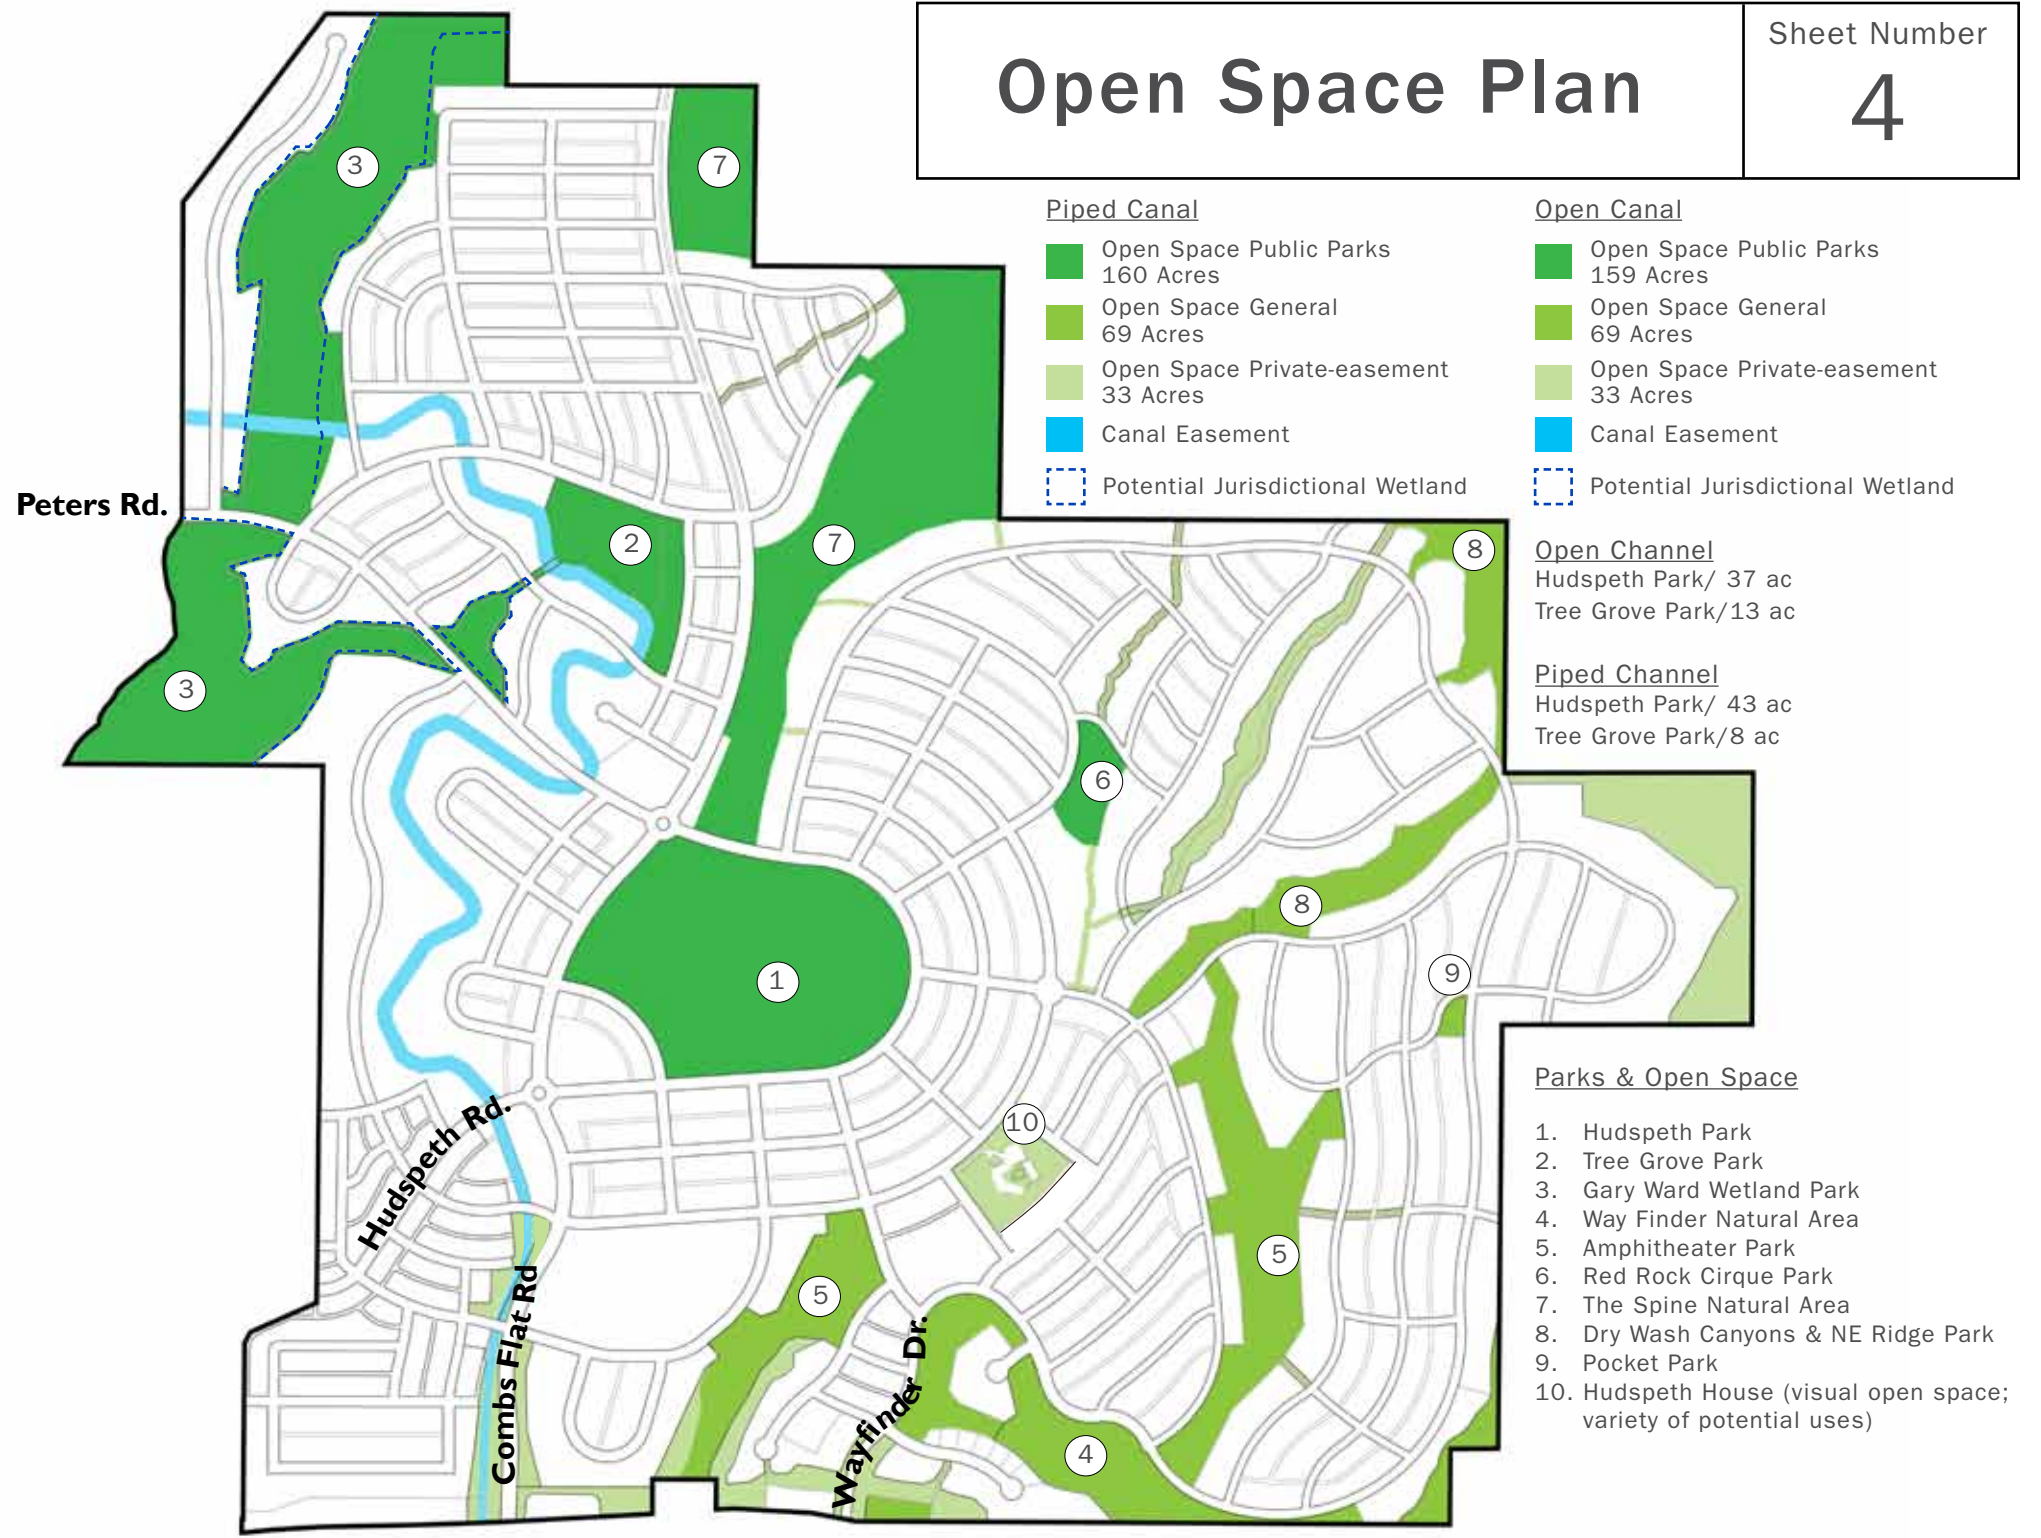 Open Space Plan
Sheet Number
4
Piped Canal
Open Space Public Parks
160 Acres
Open Space General
69 Acres
Open Space Private-easement
33 Acres
Canal Easement
Potential Jurisdictional Wetland
Open Canal
Open Space Public Parks
159 Acres
Open Space General
69 Acres
Open Space Private-easement
33 Acres
Canal Easement
Potential Jurisdictional Wetland
Open Channel
Hudspeth Park/ 37 ac
Tree Grove Park/13 ac
Piped Channel
Hudspeth Park/ 43 ac
Tree Grove Park/8 ac
Parks & Open Space
1. Hudspeth Park
2. Tree Grove Park
3. Gary Ward Wetland Park
4. Way Finder Natural Area
5. Amphitheater Park
6. Red Rock Cirque Park
7. The Spine Natural Area
8. Dry Wash Canyons & NE Ridge Park
9. Pocket Park
10. Hudspeth House (visual open space;
variety of potential uses)
3
7
Peters Rd.
2
7
8
3
6
8
9
1
10
Hudspeth Rd.
5
5
Combs Flat Rd
Wayfinder Dr.
4